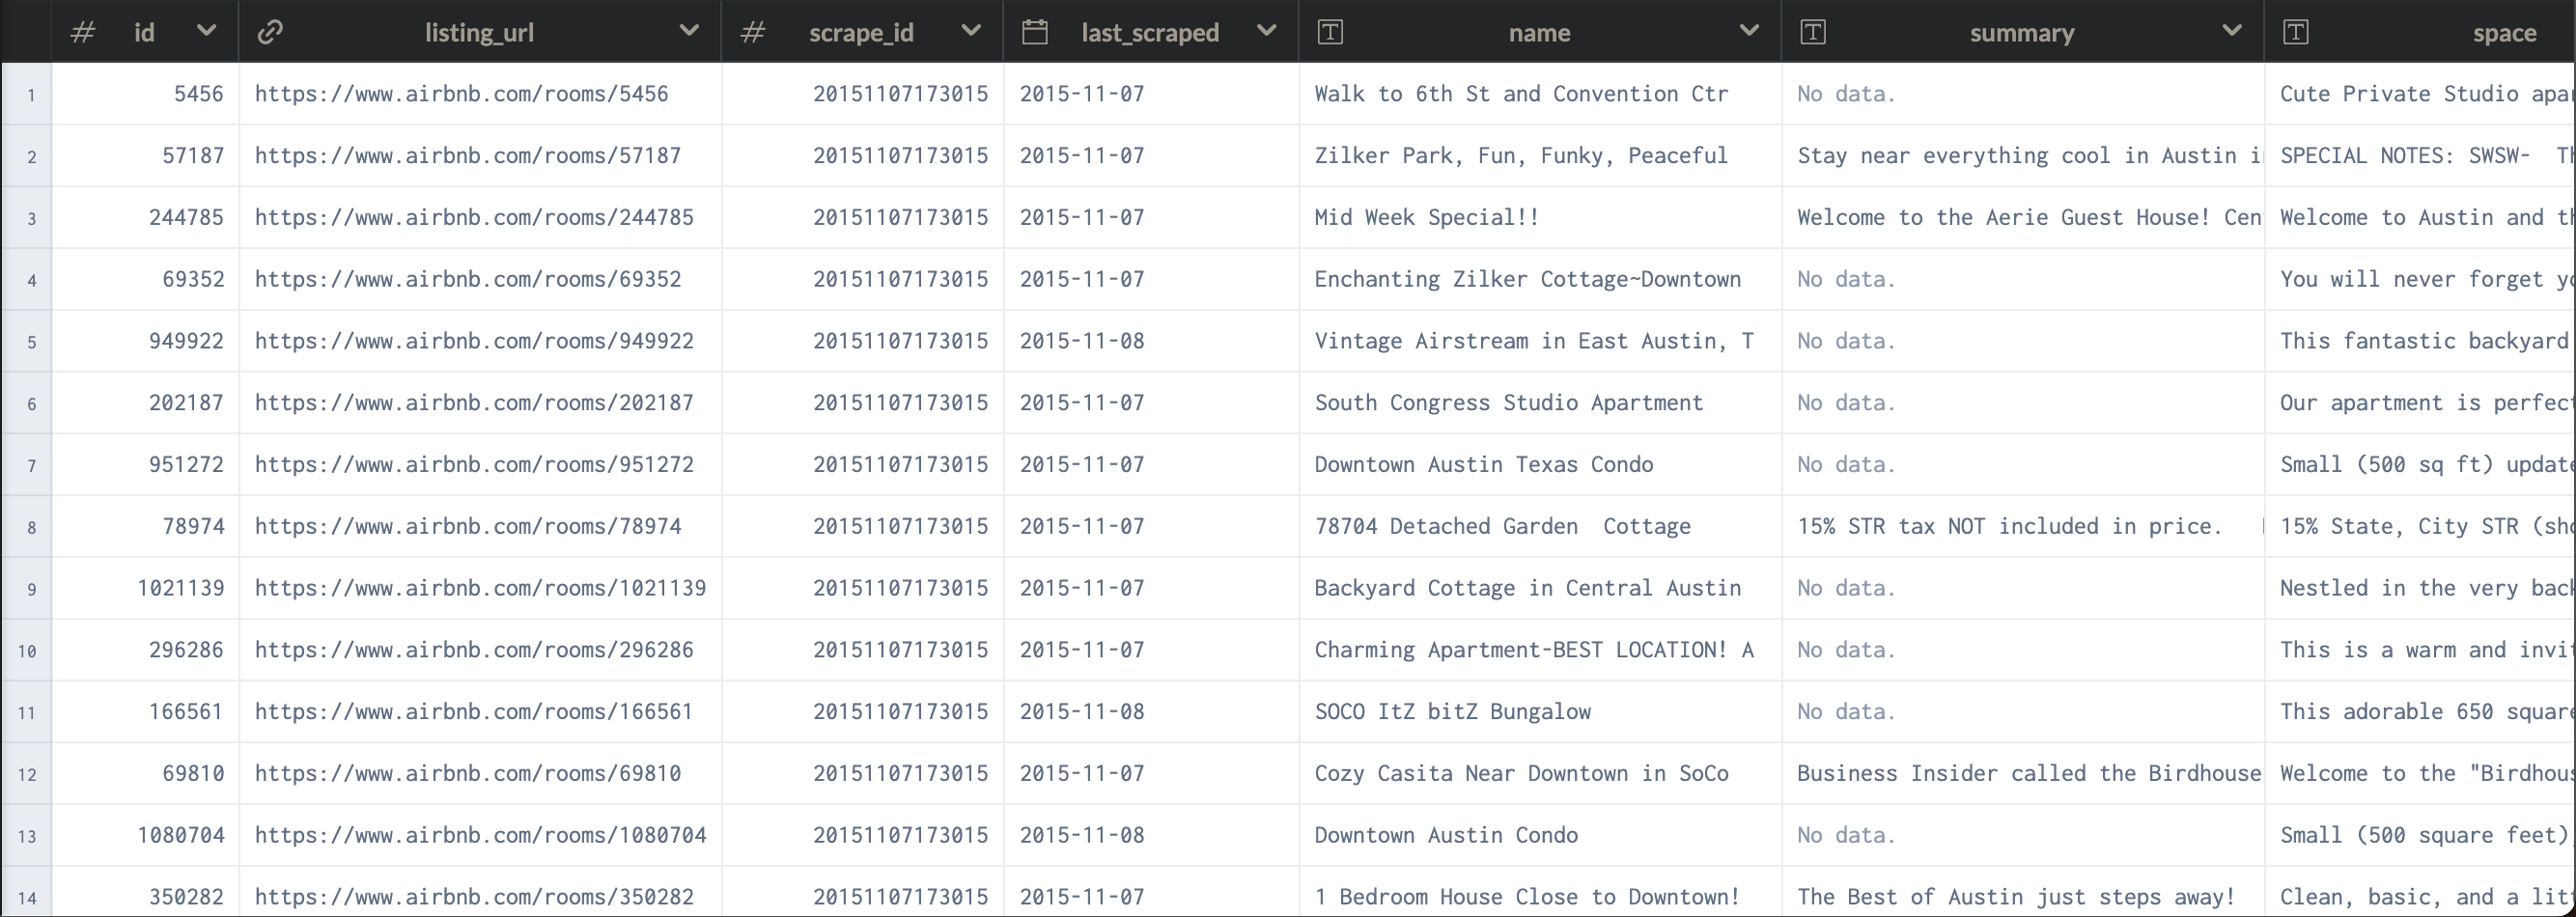 id listing_url scrape_id last_scraped name summary space
1 5456 https://www.airbnb.com/rooms/5456 20151107173015 2015-11-07 Walk to 6th St and Convention Ctr No data. Cute Private Studio
2 57187 https://www.airbnb.com/rooms/57187 20151107173015 2015-11-07 Zilker Park, Fun, Funky, Peaceful Stay near everything cool in Austin SPECIAL NOTES: SWSW-
3 244785 https://www.airbnb.com/rooms/244785 20151107173015 2015-11-07 Mid Week Special!! Welcome to the Aerie Guest House! Welcome to Austin and
4 69352 https://www.airbnb.com/rooms/69352 20151107173015 2015-11-07 Enchanting Zilker Cottage~Downtown No data. You will never forget
5 949922 https://www.airbnb.com/rooms/949922 20151107173015 2015-11-08 Vintage Airstream in East Austin, T No data. This fantastic backyard
6 202187 https://www.airbnb.com/rooms/202187 20151107173015 2015-11-07 South Congress Studio Apartment No data. Our apartment is
7 951272 https://www.airbnb.com/rooms/951272 20151107173015 2015-11-07 Downtown Austin Texas Condo No data. Small (500 sq ft)
8 78974 https://www.airbnb.com/rooms/78974 20151107173015 2015-11-07 78704 Detached Garden  Cottage 15% STR tax NOT included in price. 15% State, City STR
9 1021139 https://www.airbnb.com/rooms/1021139 20151107173015 2015-11-07 Backyard Cottage in Central Austin No data. Nestled in the very
10 296286 https://www.airbnb.com/rooms/296286 20151107173015 2015-11-07 Charming Apartment-BEST LOCATION! A No data. This is a warm and
11 166561 https://www.airbnb.com/rooms/166561 20151107173015 2015-11-08 SOCO ItZ bitZ Bungalow No data. This adorable 650
12 69810 https://www.airbnb.com/rooms/69810 20151107173015 2015-11-07 Cozy Casita Near Downtown in SoCo Business Insider called the Birdhouse Welcome to the
13 1080704 https://www.airbnb.com/rooms/1080704 20151107173015 2015-11-08 Downtown Austin Condo No data. Small (500 square feet)
14 350282 https://www.airbnb.com/rooms/350282 20151107173015 2015-11-07 1 Bedroom House Close to Downtown! The Best of Austin just steps away! Clean, basic, and a